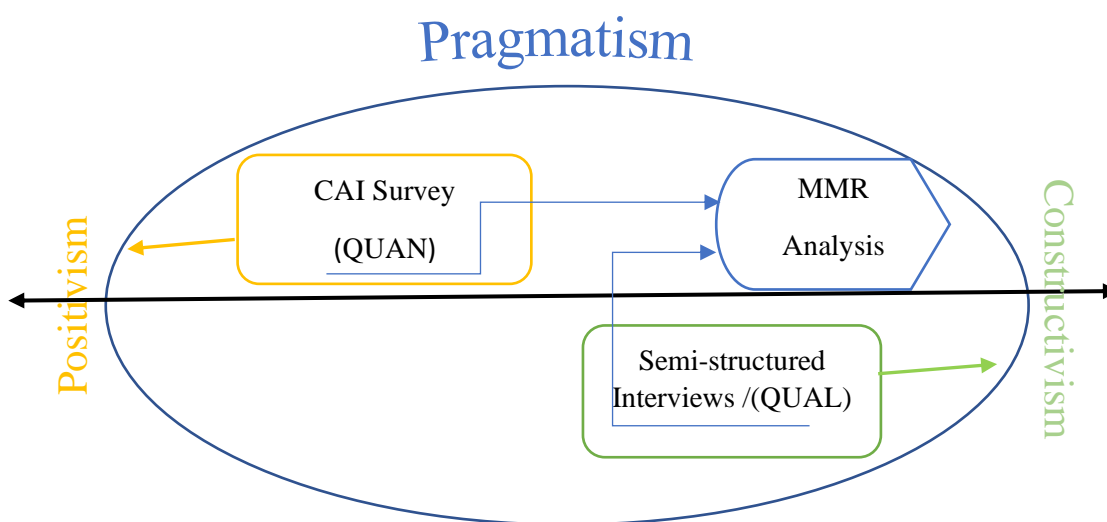 Pragmatism
Positivism
CAI Survey
(QUAN)
MMR
Analysis
Constructivism
Semi-structured
Interviews /(QUAL)